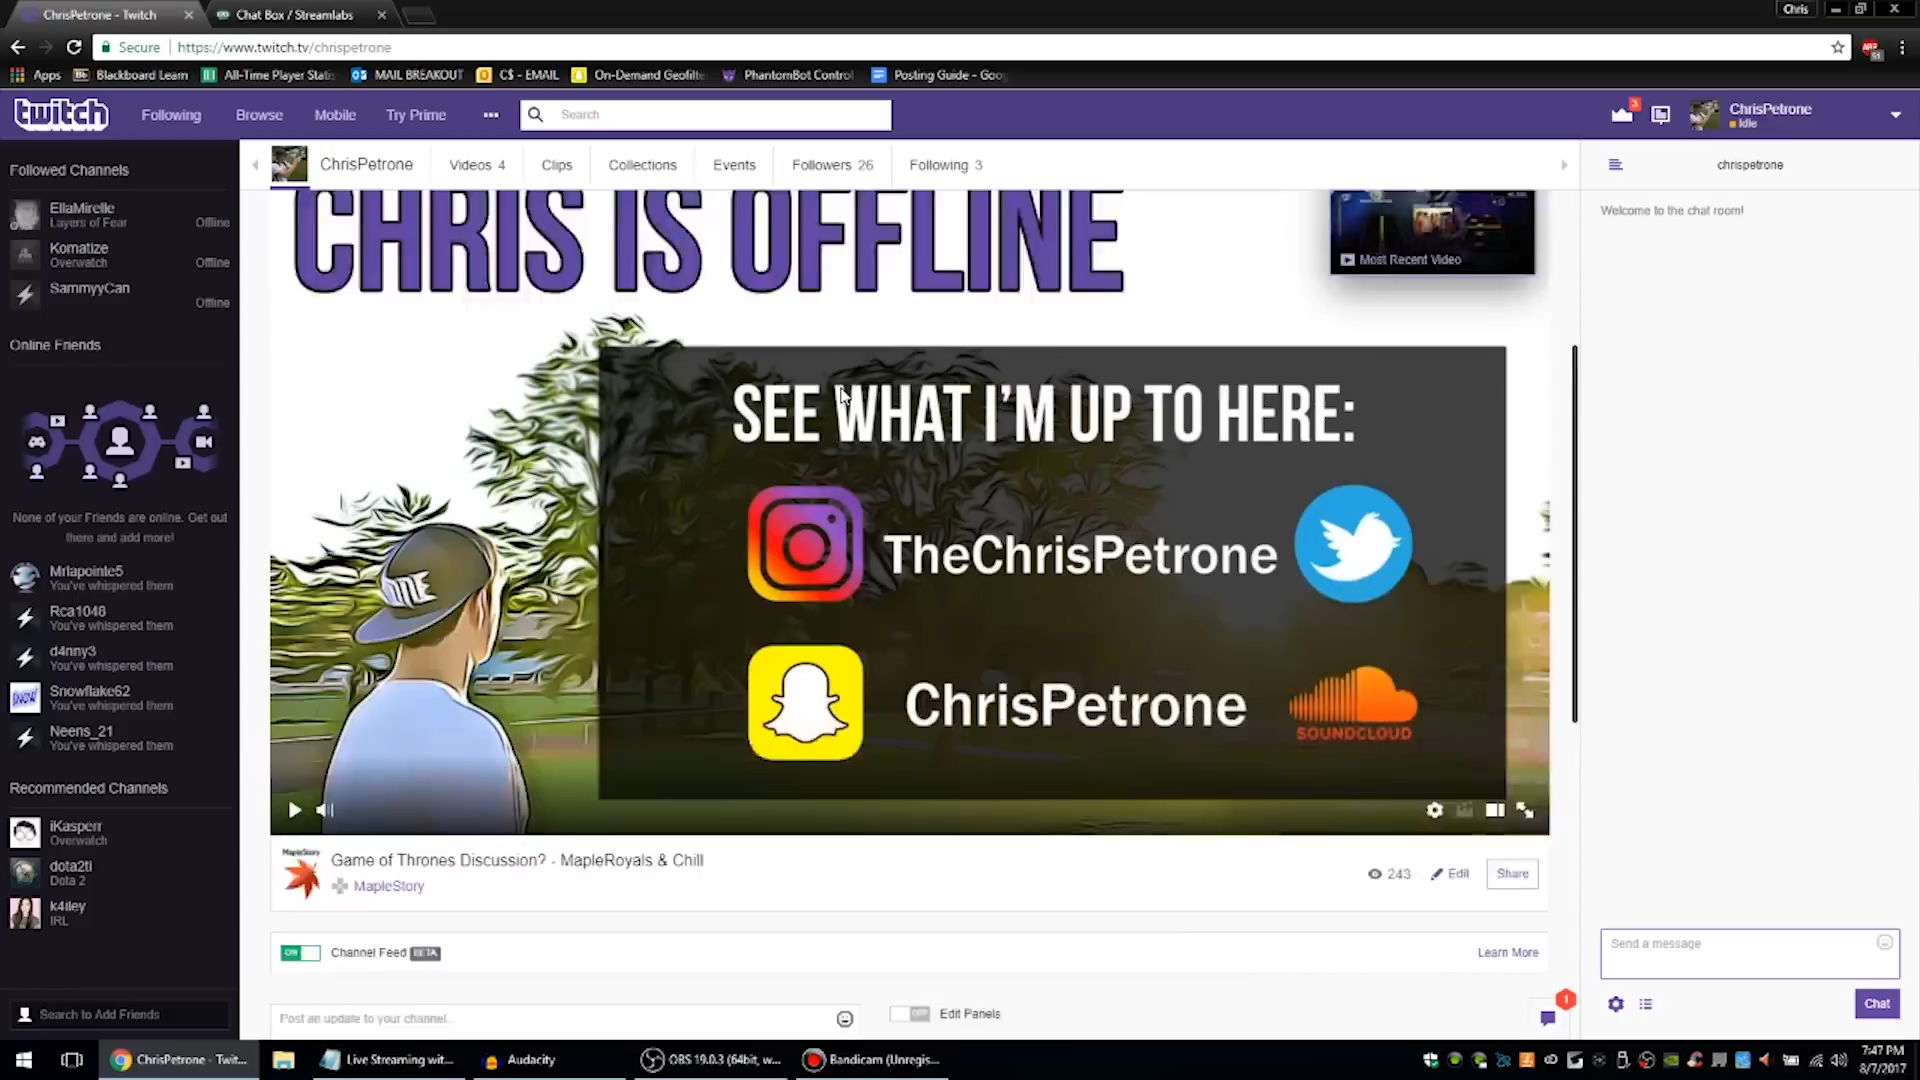 ChrisPetrone - Twitch
Chat Box / Streamlabs
Chris
Secure
https://www.twitch.tv/chrispetrone
Apps
Blackboard Learn
All-Time Player Stati
MAIL BREAKOUT
C$ - EMAIL
On-Demand Geofilte
PhantomBot Control
Posting Guide - Goo
twitch
Following
Browse
Mobile
Try Prime
Search
3
ChrisPetrone
Idle
Followed Channels
EllaMirelle
Layers of Fear
Offline
Komatize
Overwatch
Offline
SammyyCan
Offline
Online Friends
None of your Friends are online. Get out
there and add more!
Mrlapointe5
You've whispered them
Rca1048
You've whispered them
d4nny3
You've whispered them
Snowflake62
You've whispered them
Neens_21
You've whispered them
Recommended Channels
iKasperr
Overwatch
dota2ti
Dota 2
k4iley
IRL
Search to Add Friends
ChrisPetrone
Videos 4
Clips
Collections
Events
Followers 26
Following 3
CHRIS IS OFFLINE
Most Recent Video
SEE WHAT I'M UP TO HERE:
TheChrisPetrone
ChrisPetrone
SOUNDCLOUD
MapleStory
Game of Thrones Discussion? - MapleRoyals & Chill
MapleStory
243
Edit
Share
ON
Channel Feed BETA
Learn More
Post an update to your channel.
OFF
Edit Panels
1
chrispetrone
Welcome to the chat room!
Send a message
Chat
ChrisPetrone - Twit...
Live Streaming wit...
Audacity
OBS 19.0.3 (64bit, w...
Bandicam (Unregis...
7:47 PM
8/7/2017